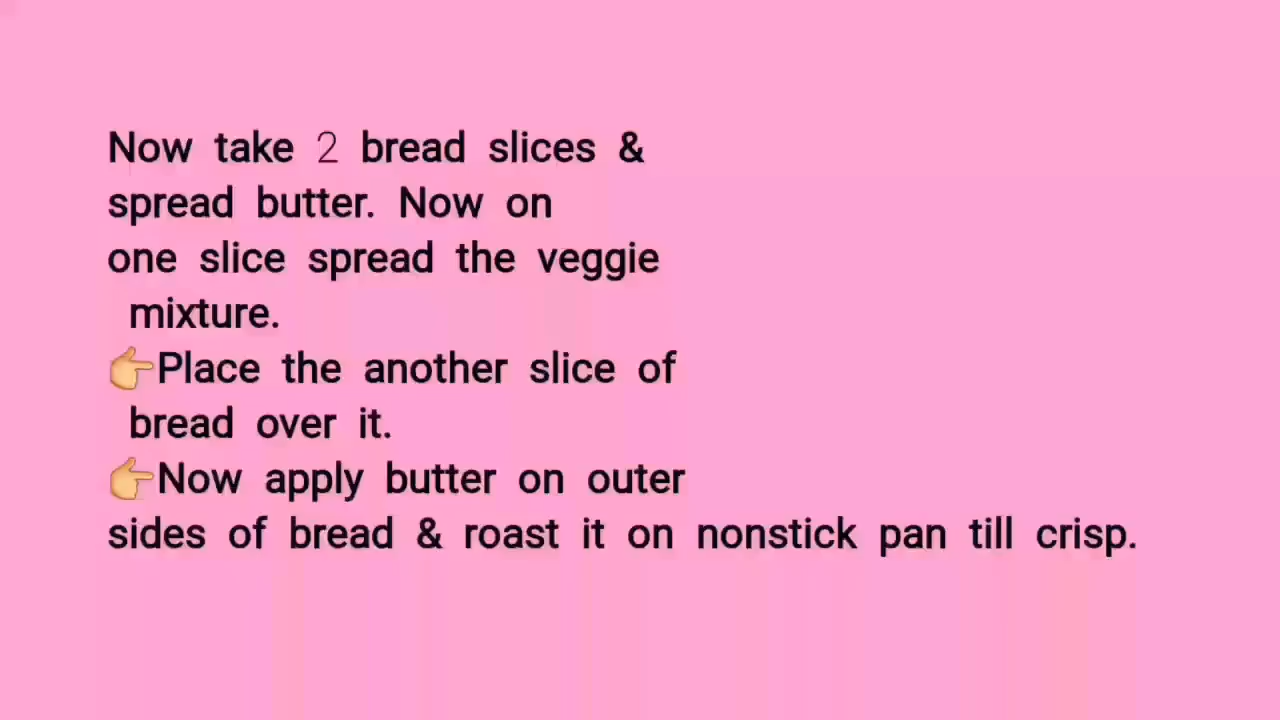 Now take 2 bread slices &
spread butter. Now on
one slice spread the veggie
mixture.
👉Place the another slice of
bread over it.
👉Now apply butter on outer
sides of bread & roast it on nonstick pan till crisp.